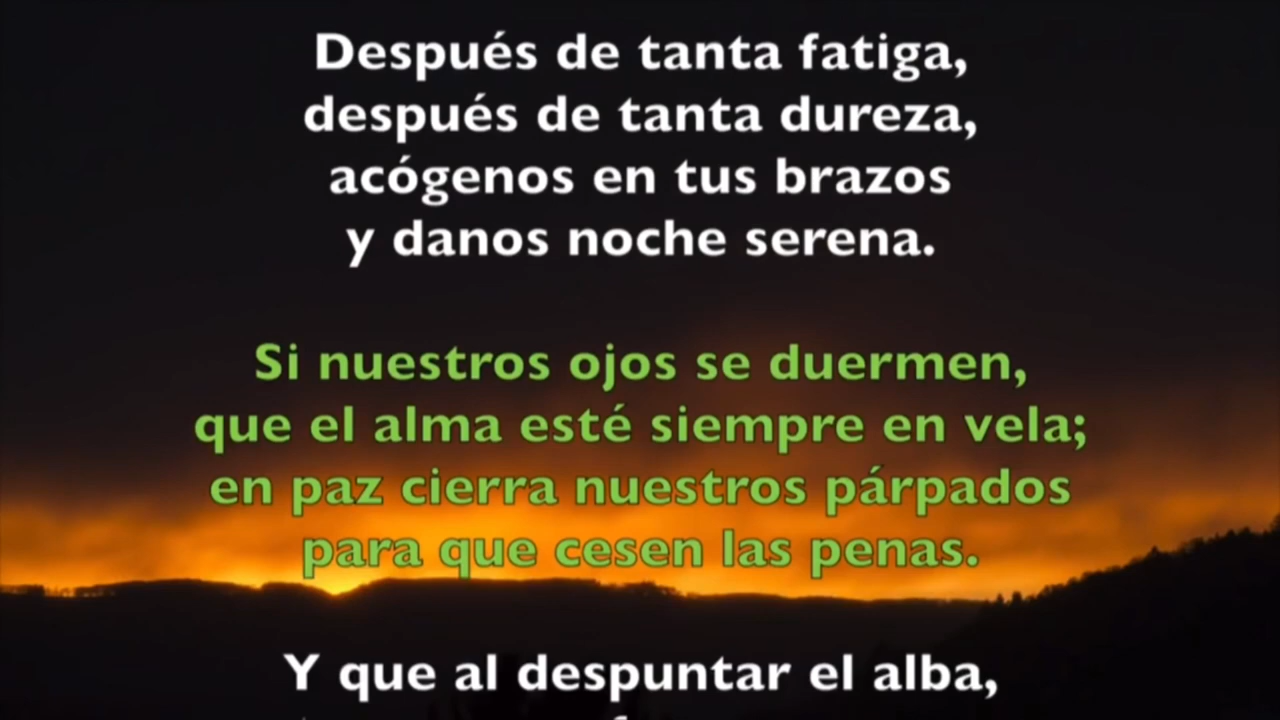 Después de tanta fatiga,
después de tanta dureza,
acógenos en tus brazos
y danos noche serena.
Si nuestros ojos se duermen,
que el alma esté siempre en vela;
en paz cierra nuestros párpados
para que cesen las penas.
Y que al despuntar el alba,